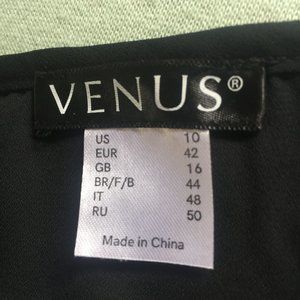 VENUS®
US 10
EUR 42
GB 16
BR/F/B 44
IT 48
RU 50
Made in China